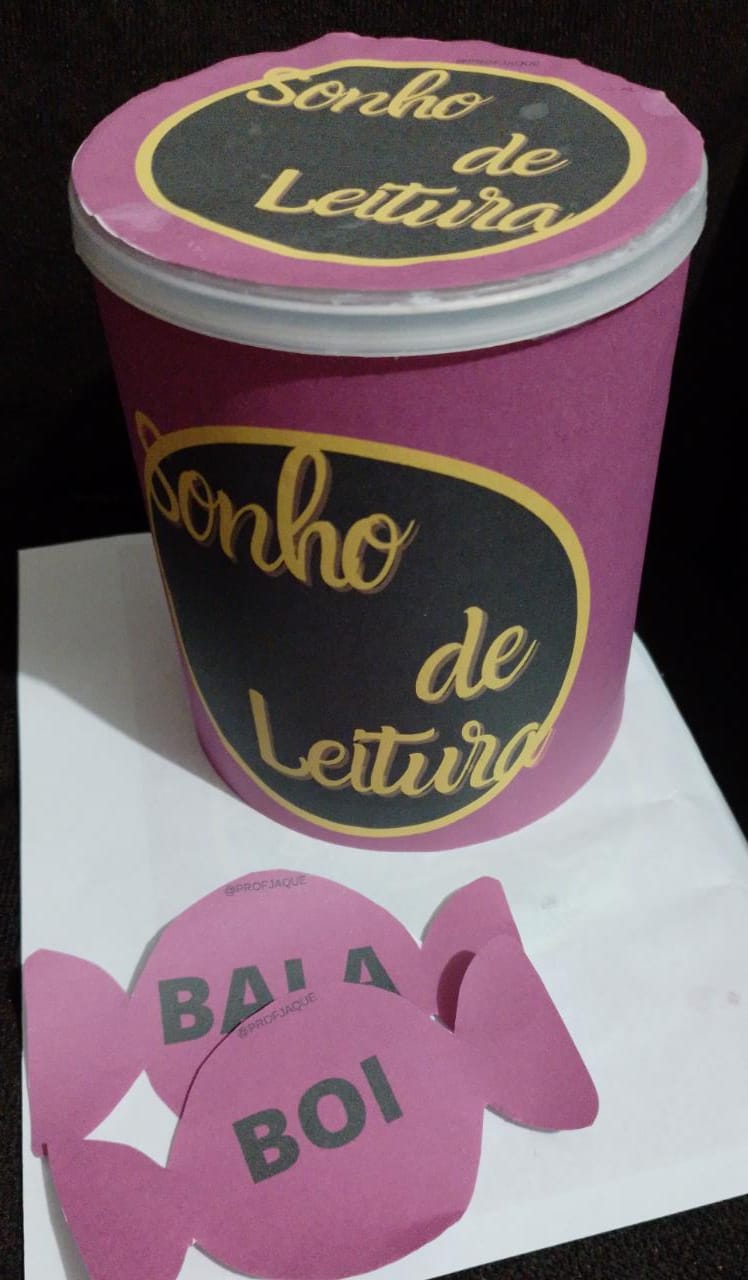 @PROFJAQUE
Sonho
de
Leitura
Sonho
de
Leitura
@PROFJAQUE
BALA
@PROFJAQUE
BOI